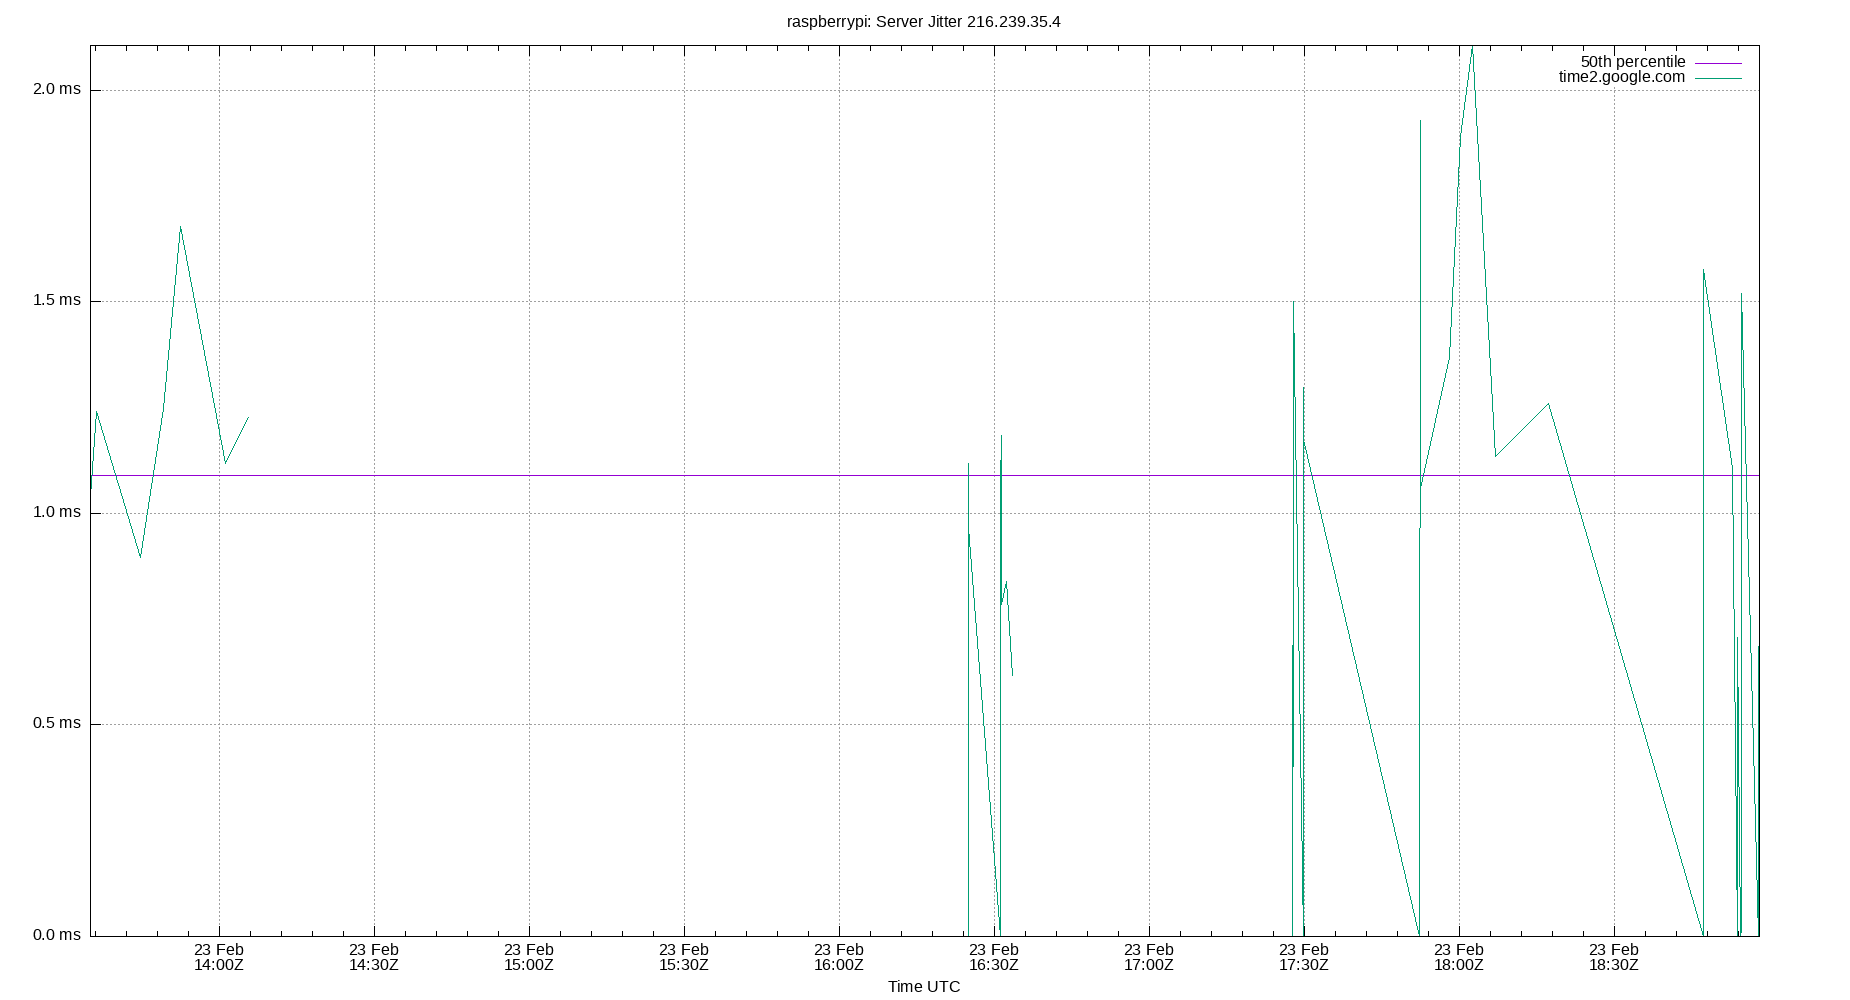 raspberrypi: Server Jitter 216.239.35.4
50th percentile
time2.google.com
2.0 ms
1.5 ms
1.0 ms
0.5 ms
0.0 ms
23 Feb 23 Feb 23 Feb 23 Feb 23 Feb 23 Feb 23 Feb 23 Feb 23 Feb 23 Feb
14:00Z 14:30Z 15:00Z 15:30Z 16:00Z 16:30Z 17:00Z 17:30Z 18:00Z 18:30Z
Time UTC